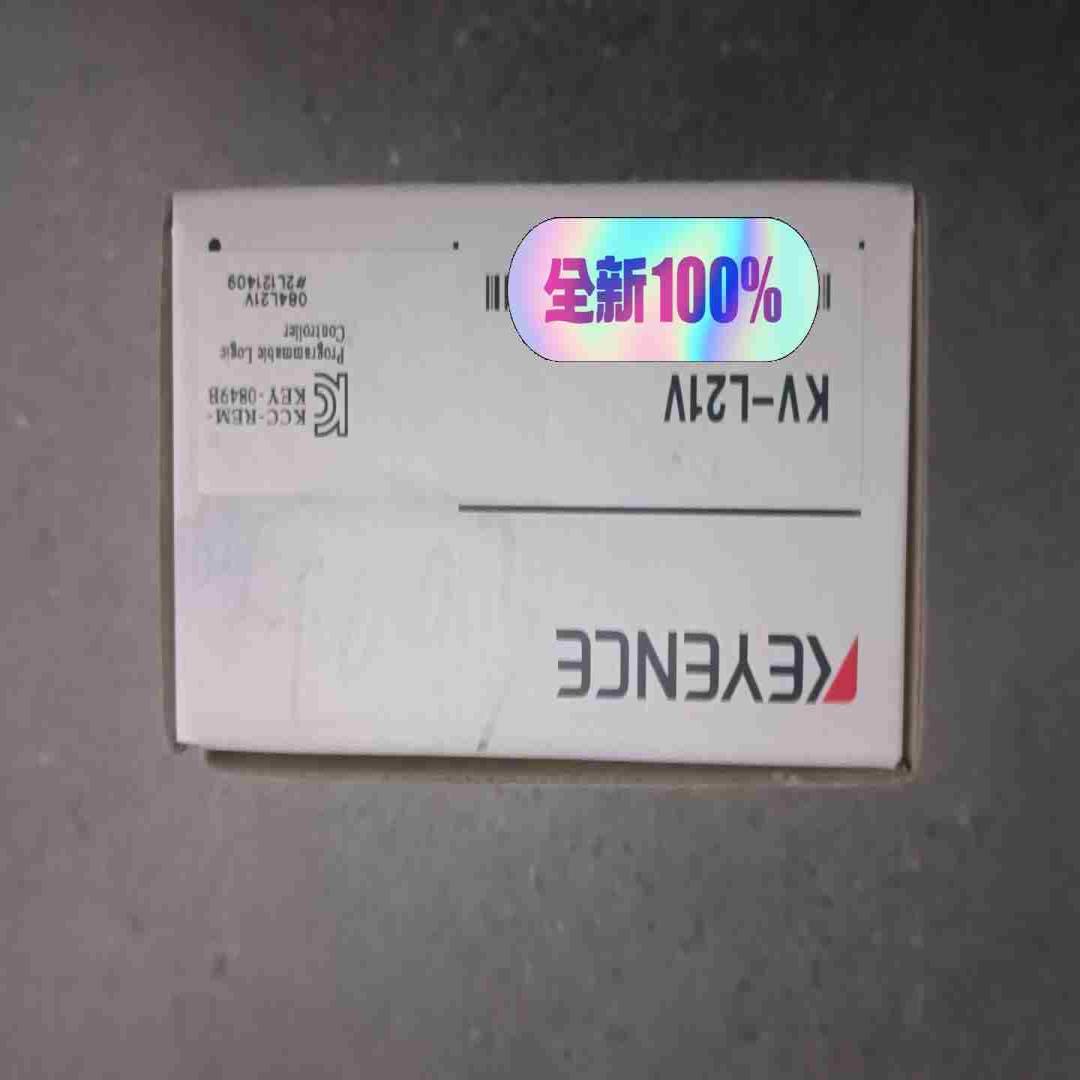 全新100%
KEYENCE
KV-L21V
KCC-REM-
KEY-0849B
Programmable Logic
Controller
084L21V
#2L121409